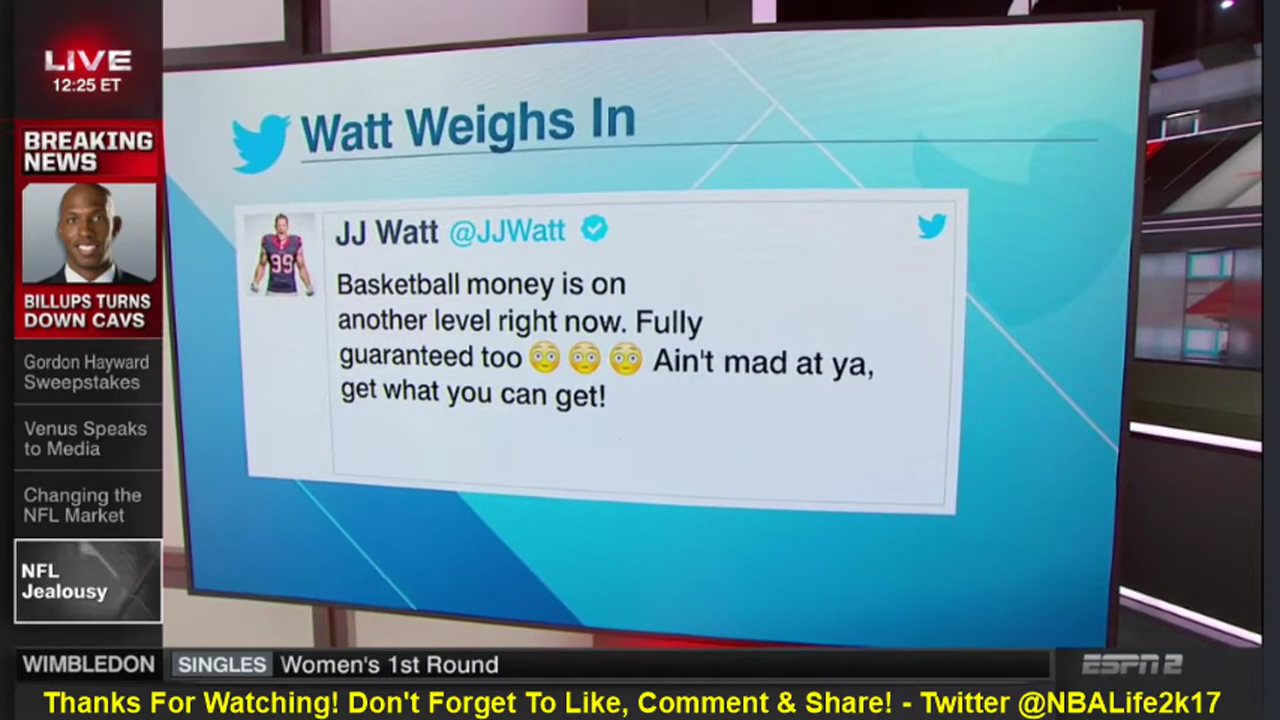 LIVE
12:25 ET
BREAKING
NEWS
BILLUPS TURNS
DOWN CAVS
Gordon Hayward
Sweepstakes
Venus Speaks
to Media
Changing the
NFL Market
NFL
Jealousy
Watt Weighs In
JJ Watt @JJWatt
99
Basketball money is on
another level right now. Fully
guaranteed too 😳😳😳 Ain't mad at ya,
get what you can get!
WIMBLEDON SINGLES Women's 1st Round ESPN2
Thanks For Watching! Don't Forget To Like, Comment & Share! - Twitter @NBALife2k17